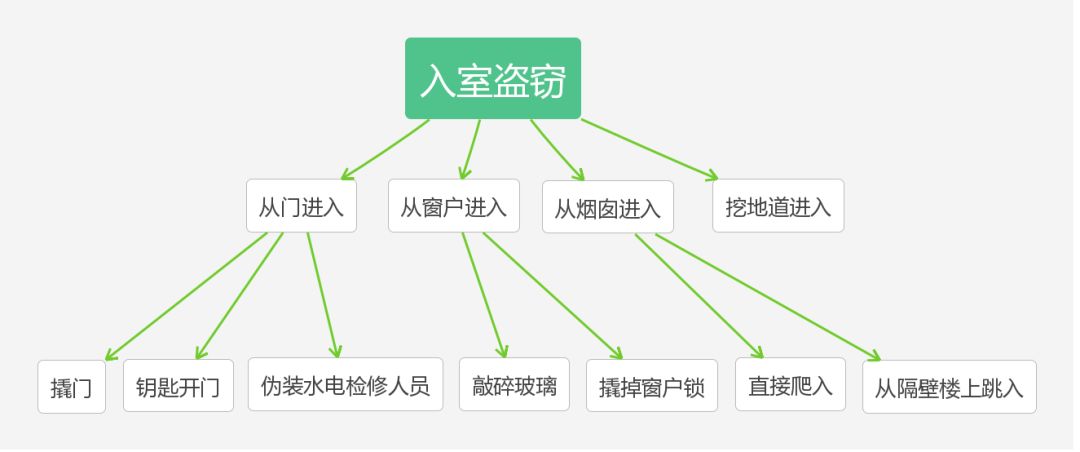 入室盗窃
从门进入
从窗户进入
从烟囱进入
挖地道进入
撬门
钥匙开门
伪装水电检修人员
敲碎玻璃
撬掉窗户锁
直接爬入
从隔壁楼上跳入